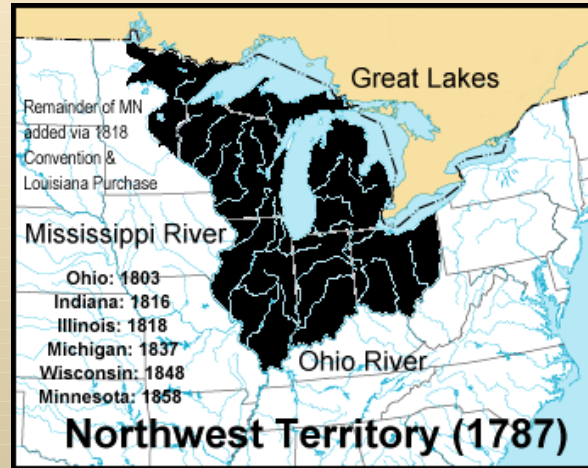 Great Lakes
Remainder of MN
added via 1818
Convention &
Louisiana Purchase
Mississippi River
Ohio: 1803
Indiana: 1816
Illinois: 1818
Michigan: 1837
Wisconsin: 1848
Minnesota: 1858
Ohio River
Northwest Territory (1787)